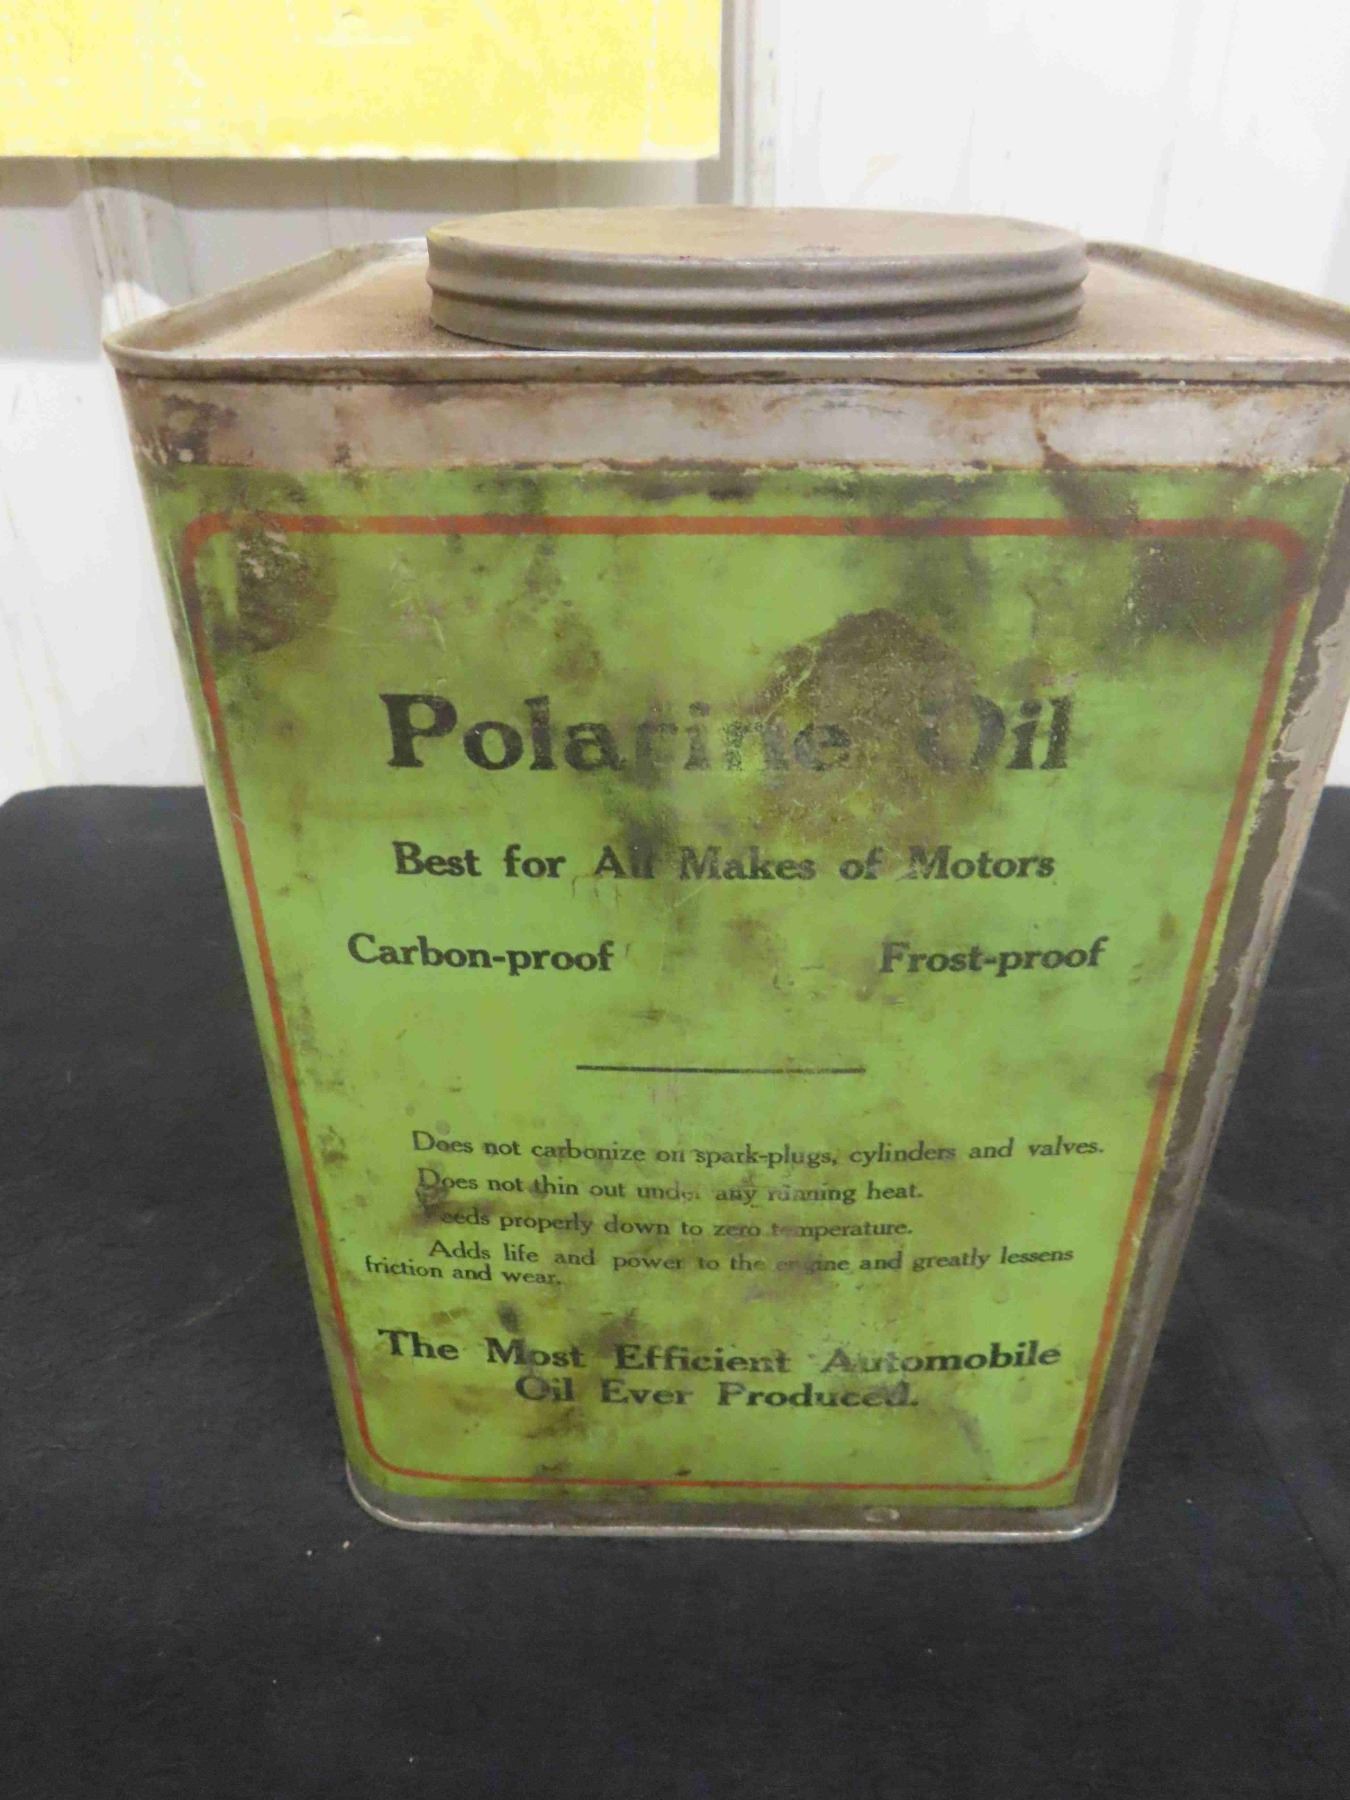 Polarine Oil
Best for All Makes of Motors
Carbon-proof Frost-proof
Does not carbonize on spark-plugs, cylinders and valves.
Does not thin out under any running heat.
Feeds properly down to zero temperature.
Adds life and power to the engine and greatly lessens
friction and wear.
The Most Efficient Automobile
Oil Ever Produced.